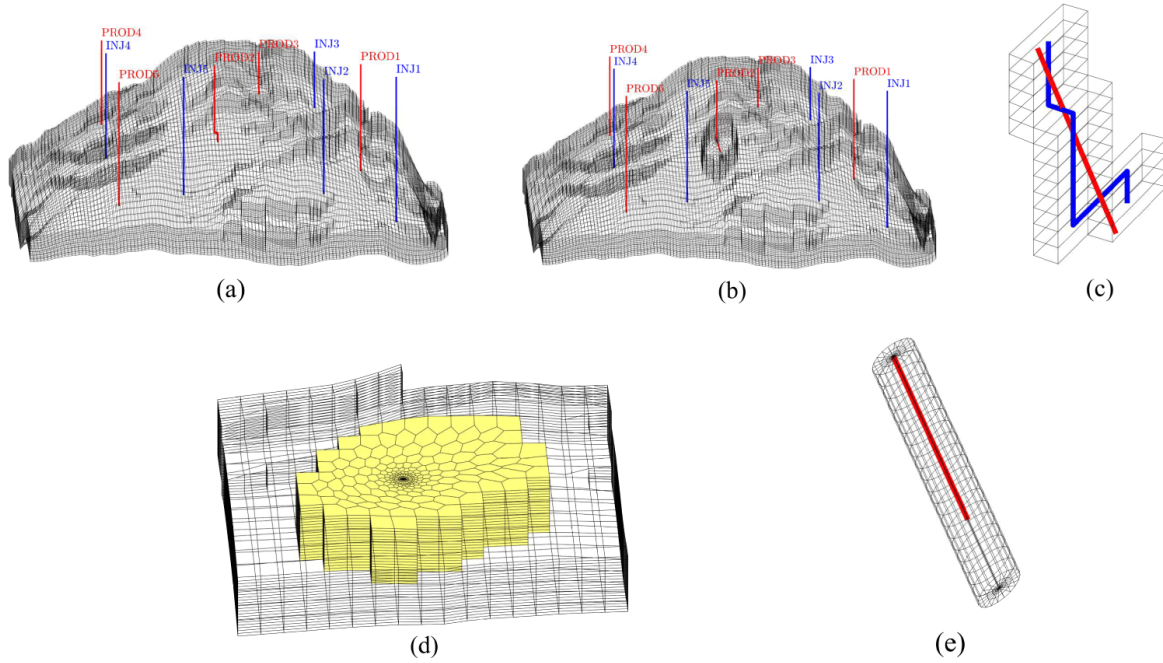 PROD4
INJ4
PROD5
INJ5
PROD2
PROD3
INJ3
INJ2
PROD1
INJ1
(a)
PROD4
INJ4
PROD5
INJ5
PROD2
PROD3
INJ3
INJ2
PROD1
INJ1
(b)
(c)
(d)
(e)